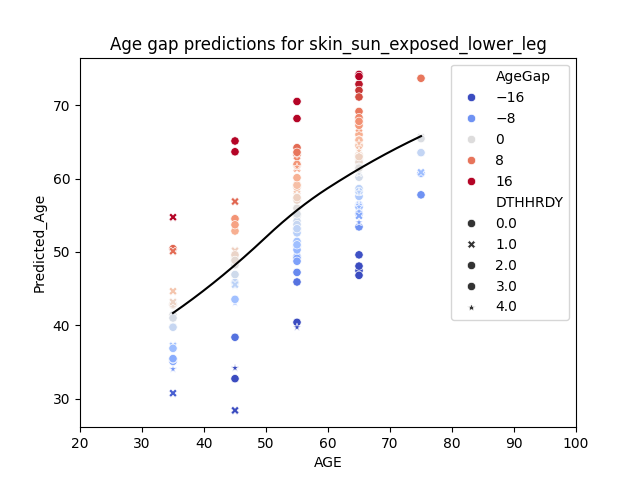 Age gap predictions for skin_sun_exposed_lower_leg
Predicted_Age
70
60
50
40
30
20 30 40 50 60 70 80 90 100
AGE
AgeGap
−16
−8
0
8
16
DTHHRDY
0.0
1.0
2.0
3.0
4.0